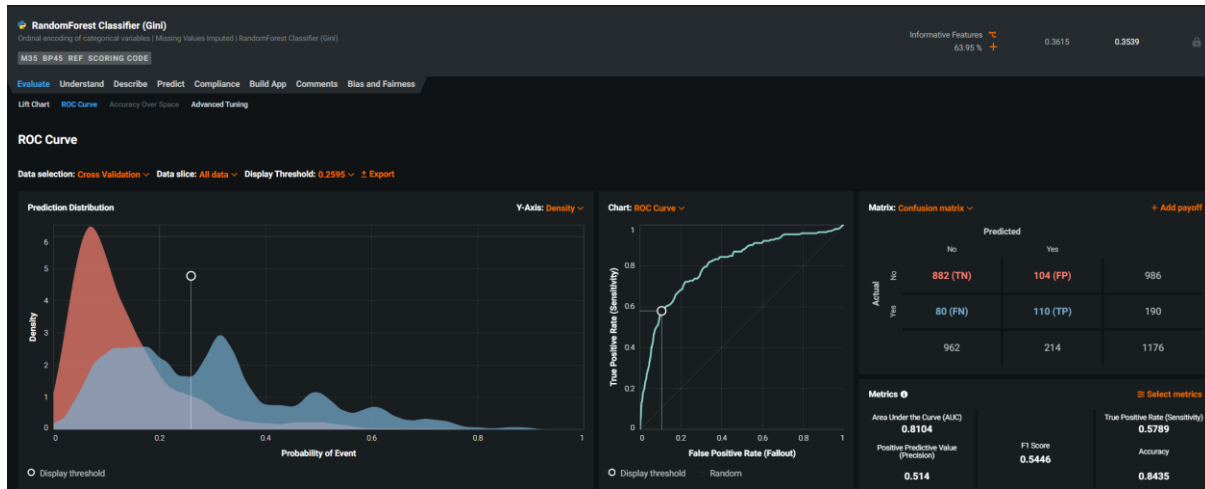 RandomForest Classifier (Gini)
Ordinal encoding of categorical variables | Missing Values Imputed | RandomForest Classifier (Gini)
M35 BP45 REF SCORING CODE
Informative Features
63.95 % +
0.3615
0.3539
Evaluate Understand Describe Predict Compliance Build App Comments Bias and Fairness
Lift Chart ROC Curve Accuracy Over Space Advanced Tuning
ROC Curve
Data selection: Cross Validation Data slice: All data Display Threshold: 0.2595 Export
Prediction Distribution
Y-Axis: Density
Density
6
5
4
3
2
1
0
0 0.2 0.4 0.6 0.8 1
Probability of Event
Display threshold
Chart: ROC Curve
True Positive Rate (Sensitivity)
1
0.8
0.6
0.4
0.2
0
0 0.2 0.4 0.6 0.8 1
False Positive Rate (Fallout)
Display threshold Random
Matrix: Confusion matrix
+ Add payoff
Predicted
No Yes
Actual
No 882 (TN) 104 (FP) 986
Yes 80 (FN) 110 (TP) 190
962 214 1176
Metrics
Select metrics
Area Under the Curve (AUC)
0.8104
True Positive Rate (Sensitivity)
0.5789
Positive Predictive Value (Precision)
0.514
F1 Score
0.5446
Accuracy
0.8435